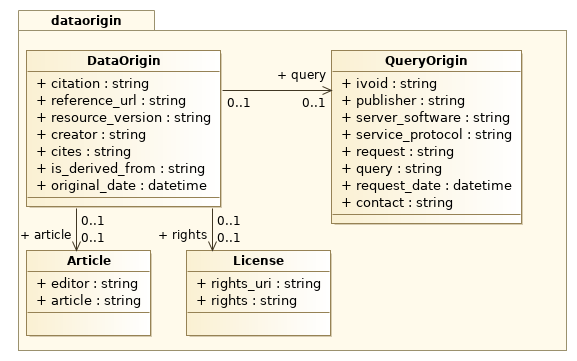 dataorigin
DataOrigin
+ citation : string
+ reference_url : string
+ resource_version : string
+ creator : string
+ cites : string
+ is_derived_from : string
+ original_date : datetime
+ query
0..1
0..1
QueryOrigin
+ ivoid : string
+ publisher : string
+ server_software : string
+ service_protocol : string
+ request : string
+ query : string
+ request_date : datetime
+ contact : string
0..1
+ article
0..1
0..1
+ rights
0..1
Article
+ editor : string
+ article : string
License
+ rights_uri : string
+ rights : string